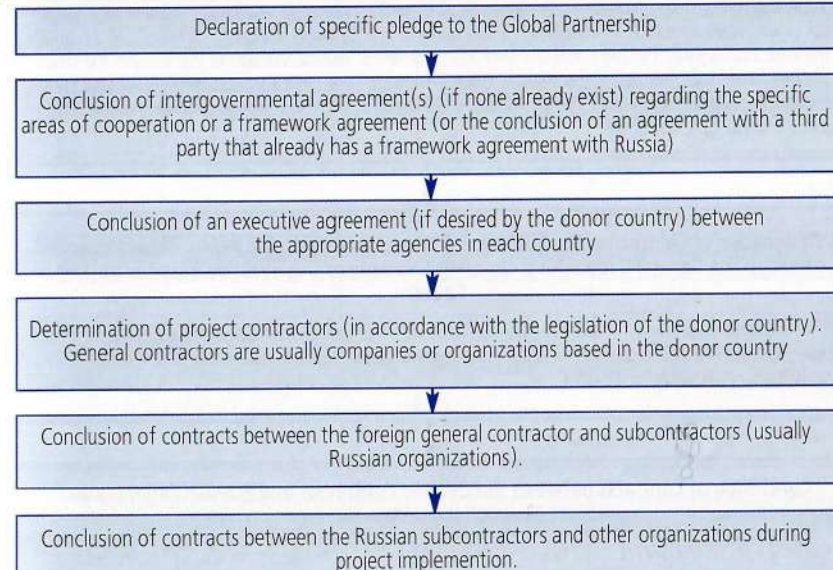 Declaration of specific pledge to the Global Partnership
Conclusion of intergovernmental agreement(s) (if none already exist) regarding the specific
areas of cooperation or a framework agreement (or the conclusion of an agreement with a third
party that already has a framework agreement with Russia)
Conclusion of an executive agreement (if desired by the donor country) between
the appropriate agencies in each country
Determination of project contractors (in accordance with the legislation of the donor country).
General contractors are usually companies or organizations based in the donor country
Conclusion of contracts between the foreign general contractor and subcontractors (usually
Russian organizations).
Conclusion of contracts between the Russian subcontractors and other organizations during
project implemention.